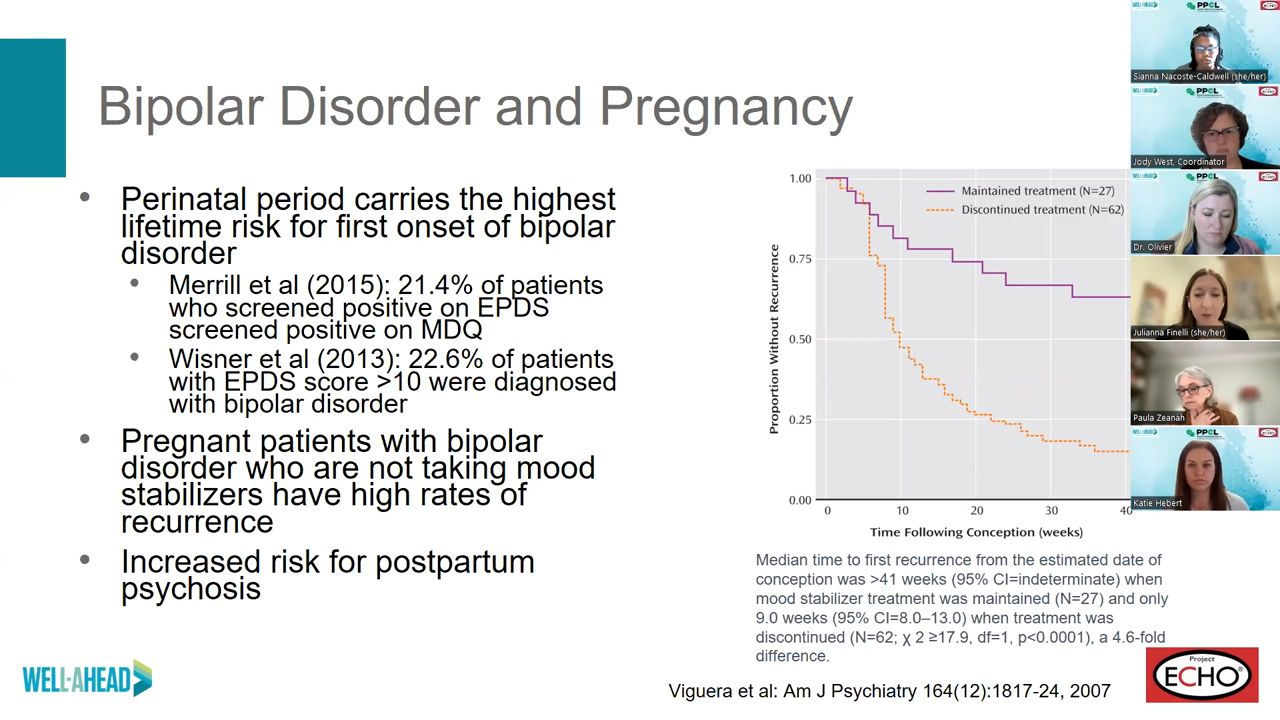 Bipolar Disorder and Pregnancy
• Perinatal period carries the highest
lifetime risk for first onset of bipolar
disorder
• Merrill et al (2015): 21.4% of patients
who screened positive on EPDS
screened positive on MDQ
• Wisner et al (2013): 22.6% of patients
with EPDS score >10 were diagnosed
with bipolar disorder
• Pregnant patients with bipolar
disorder who are not taking mood
stabilizers have high rates of
recurrence
• Increased risk for postpartum
psychosis
WELL-AHEAD
Proportion Without Recurrence
1.00
0.75
0.50
0.25
0.00
Maintained treatment (N=27)
Discontinued treatment (N=62)
0 10 20 30 40
Time Following Conception (weeks)
Median time to first recurrence from the estimated date of
conception was >41 weeks (95% CI=indeterminate) when
mood stabilizer treatment was maintained (N=27) and only
9.0 weeks (95% CI=8.0–13.0) when treatment was
discontinued (N=62; χ 2 ≥17.9, df=1, p<0.0001), a 4.6-fold
difference.
Viguera et al: Am J Psychiatry 164(12):1817-24, 2007
Project
ECHO®
PPCL
ECHO
Sianna Nacoste-Caldwell (she/her)
PPCL
ECHO
Jody West, Coordinator
PPCL
ECHO
Dr. Olivier
Julianna Finelli (she/her)
Paula Zeanah
PPCL
ECHO
Katie Hebert